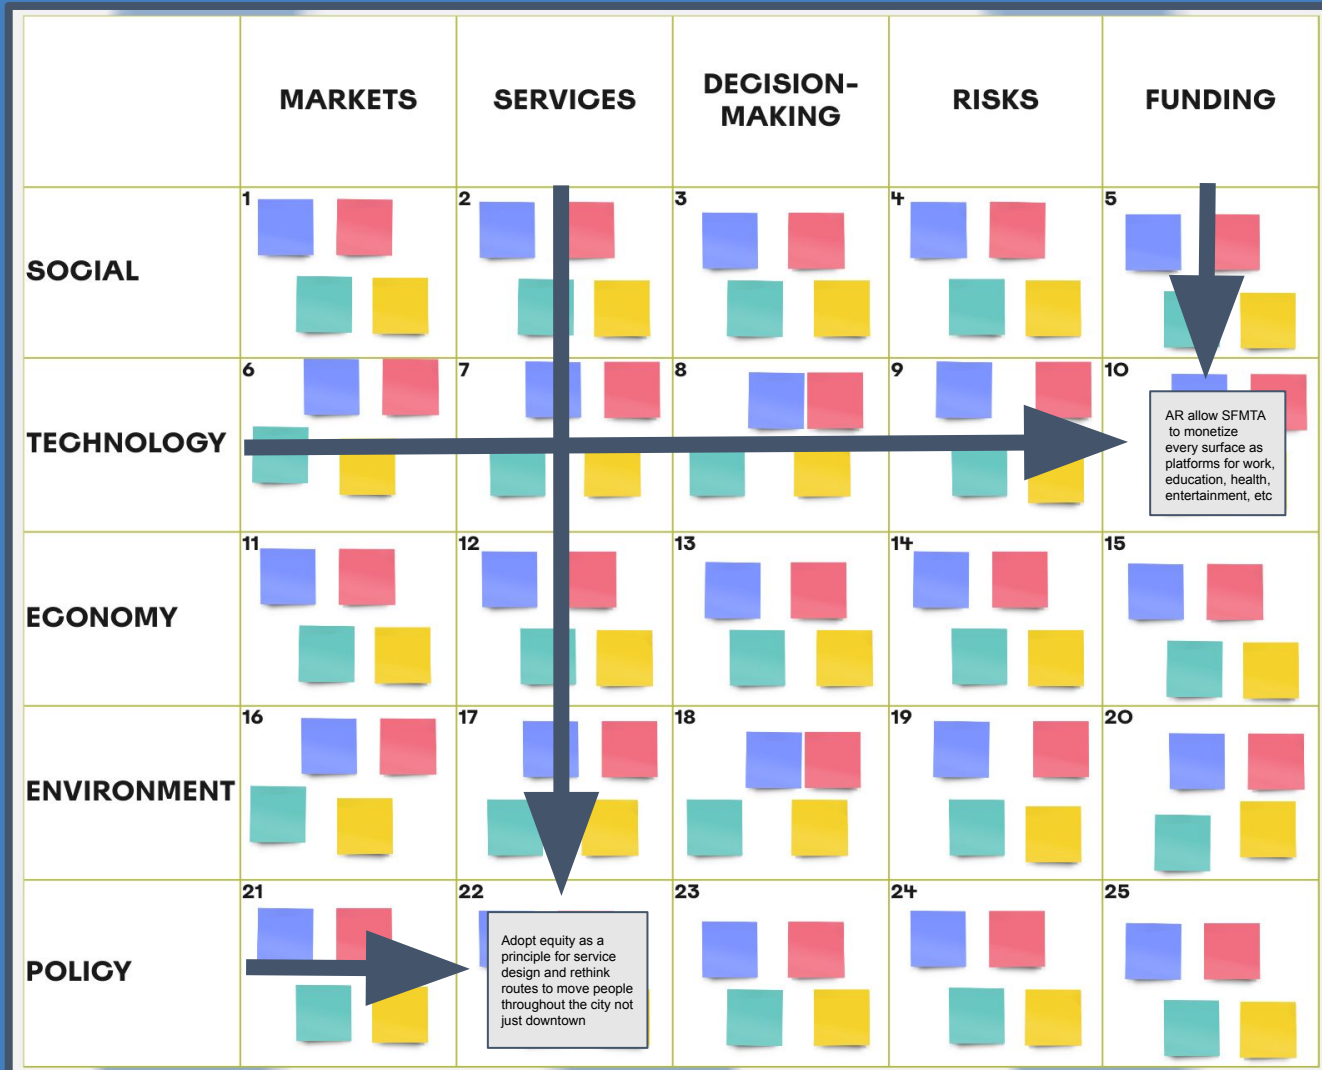 MARKETS
SERVICES
DECISION-
MAKING
RISKS
FUNDING
SOCIAL
1
2
3
4
5
TECHNOLOGY
6
7
8
9
10
AR allow SFMTA
to monetize
every surface as
platforms for work,
education, health,
entertainment, etc
ECONOMY
11
12
13
14
15
ENVIRONMENT
16
17
18
19
20
POLICY
21
22
23
24
25
Adopt equity as a
principle for service
design and rethink
routes to move people
throughout the city not
just downtown